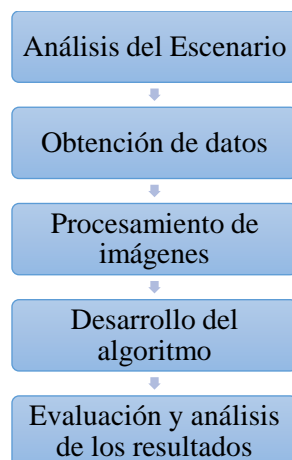 Análisis del Escenario
Obtención de datos
Procesamiento de
imágenes
Desarrollo del
algoritmo
Evaluación y análisis
de los resultados